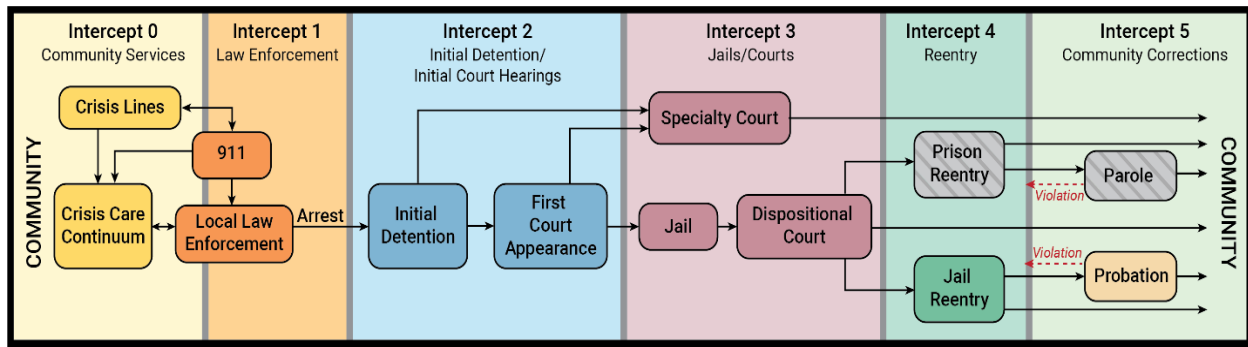 Intercept 0
Community Services
Intercept 1
Law Enforcement
Intercept 2
Initial Detention/
Initial Court Hearings
Intercept 3
Jails/Courts
Intercept 4
Reentry
Intercept 5
Community Corrections
COMMUNITY
Crisis Lines
911
Crisis Care
Continuum
Local Law
Enforcement
Arrest
Initial
Detention
First
Court
Appearance
Specialty Court
Jail
Dispositional
Court
Prison
Reentry
Parole
Violation
Violation
Jail
Reentry
Probation
COMMUNITY